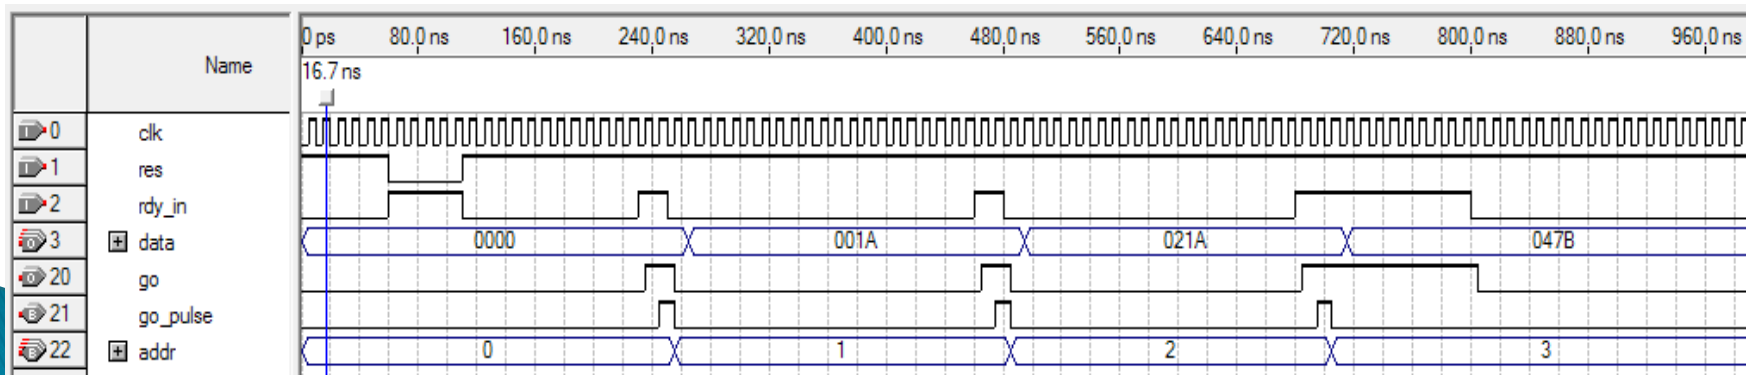 Name
0 ps 80.0 ns 160.0 ns 240.0 ns 320.0 ns 400.0 ns 480.0 ns 560.0 ns 640.0 ns 720.0 ns 800.0 ns 880.0 ns 960.0 ns
16.7 ns
0 clk
1 res
2 rdy_in
3 data 0000 001A 021A 047B
20 go
21 go_pulse
22 addr 0 1 2 3